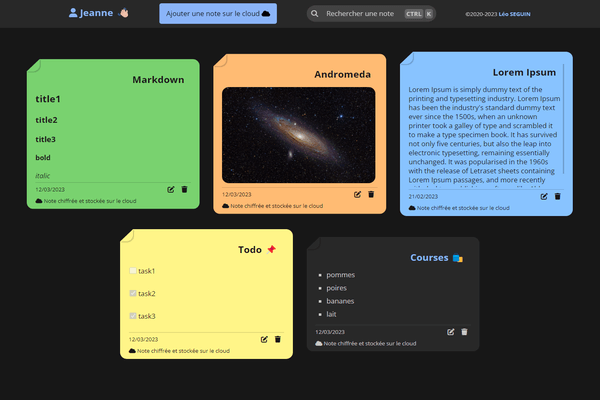 Jeanne
Ajouter une note sur le cloud
Rechercher une note
CTRL K
©2020-2023 Léo SEGUIN
Markdown
title1
title2
title3
bold
italic
12/03/2023
Note chiffrée et stockée sur le cloud
Andromeda
12/03/2023
Note chiffrée et stockée sur le cloud
Lorem Ipsum
Lorem Ipsum is simply dummy text of the
printing and typesetting industry. Lorem Ipsum
has been the industry's standard dummy text
ever since the 1500s, when an unknown
printer took a galley of type and scrambled it
to make a type specimen book. It has survived
not only five centuries, but also the leap into
electronic typesetting, remaining essentially
unchanged. It was popularised in the 1960s
with the release of Letraset sheets containing
Lorem Ipsum passages, and more recently
21/02/2023
Note chiffrée et stockée sur le cloud
Todo
task1
task2
task3
12/03/2023
Note chiffrée et stockée sur le cloud
Courses
pommes
poires
bananes
lait
12/03/2023
Note chiffrée et stockée sur le cloud